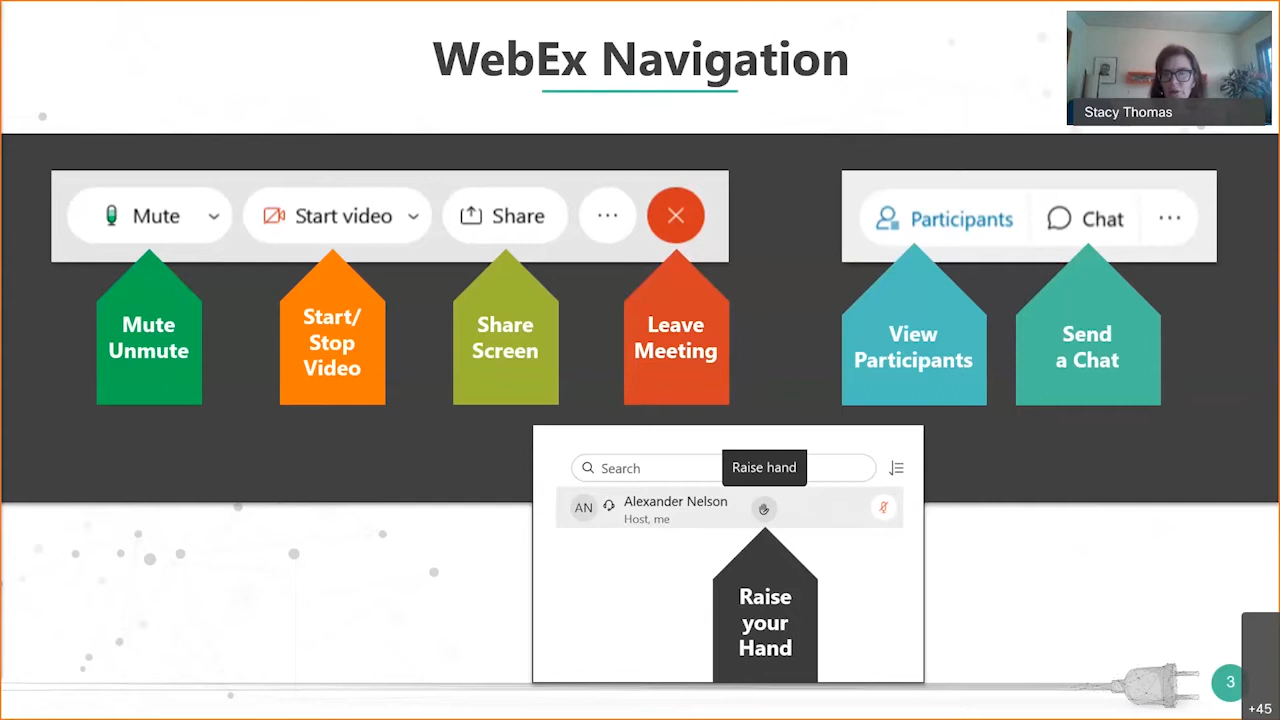 WebEx Navigation
Stacy Thomas
Mute
Start video
Share
Participants
Chat
Mute
Unmute
Start/
Stop
Video
Share
Screen
Leave
Meeting
View
Participants
Send
a Chat
Search
Raise hand
AN
Alexander Nelson
Host, me
Raise
your
Hand
3
+45